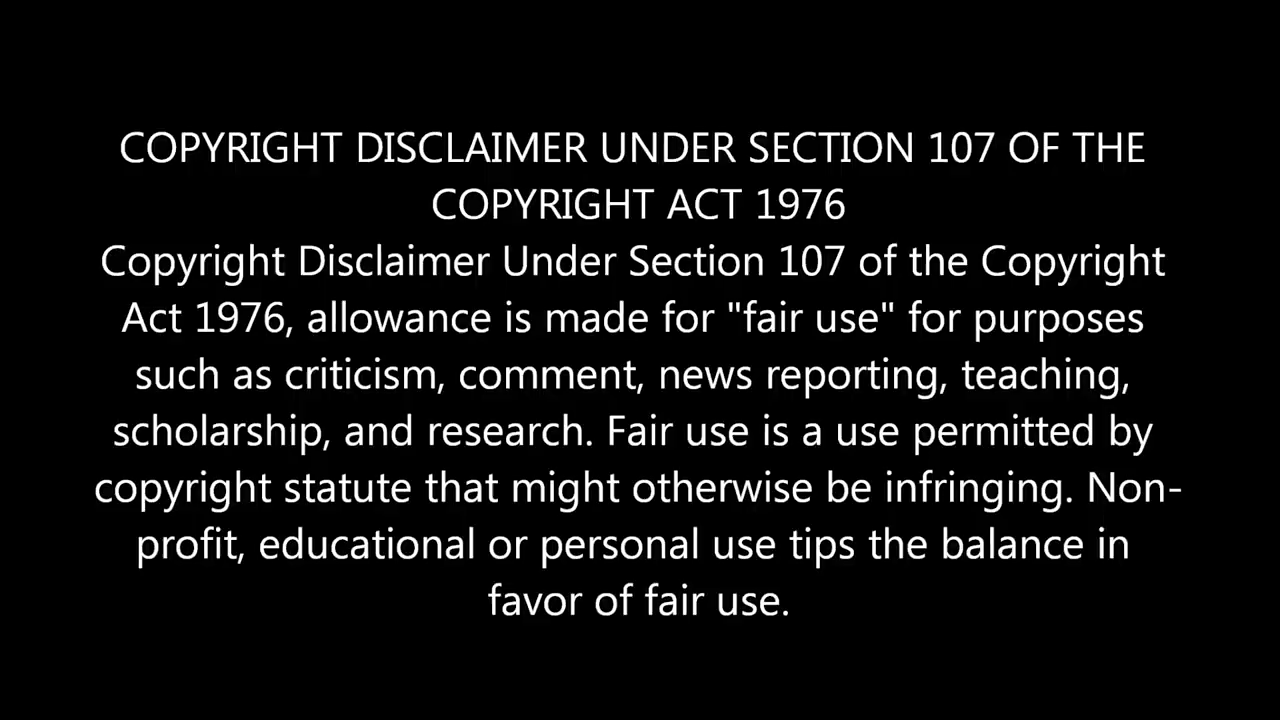 COPYRIGHT DISCLAIMER UNDER SECTION 107 OF THE
COPYRIGHT ACT 1976
Copyright Disclaimer Under Section 107 of the Copyright
Act 1976, allowance is made for "fair use" for purposes
such as criticism, comment, news reporting, teaching,
scholarship, and research. Fair use is a use permitted by
copyright statute that might otherwise be infringing. Non-
profit, educational or personal use tips the balance in
favor of fair use.